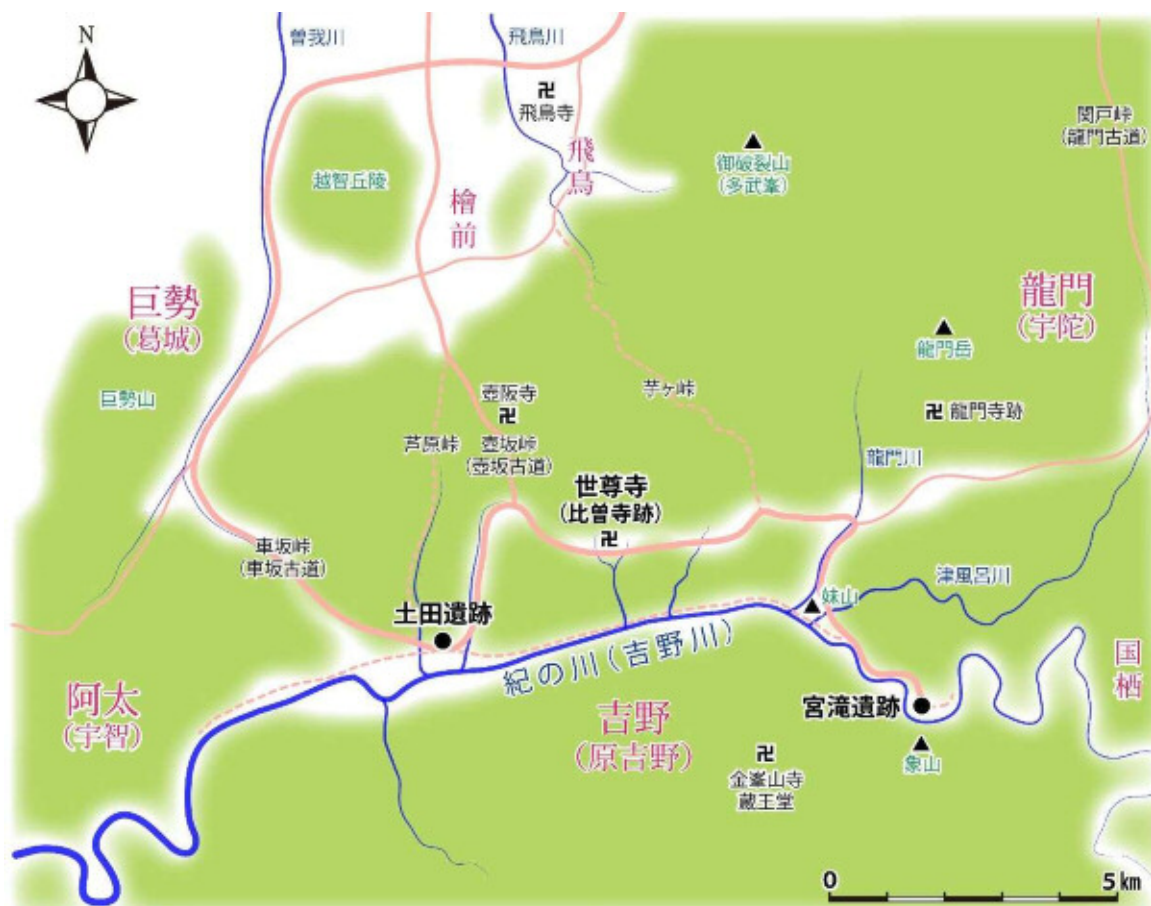 N
曽我川
飛鳥川
卍
飛鳥寺
飛鳥
関戸峠
(龍門古道)
御破裂山
(多武峯)
越智丘陵
檜前
巨勢
(葛城)
龍門
(宇陀)
龍門岳
巨勢山
壺阪寺
卍
芋ヶ峠
卍 龍門寺跡
芦原峠
壺坂峠
(壺坂古道)
龍門川
世尊寺
(比曽寺跡)
卍
車坂峠
(車坂古道)
津風呂川
妹山
土田遺跡
紀の川(吉野川)
国栖
阿太
(宇智)
吉野
(原吉野)
宮滝遺跡
象山
卍
金峯山寺
蔵王堂
0
5km